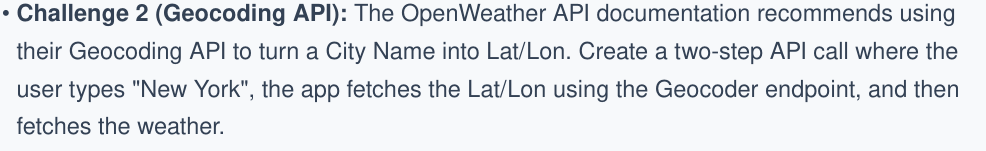 • Challenge 2 (Geocoding API): The OpenWeather API documentation recommends using
their Geocoding API to turn a City Name into Lat/Lon. Create a two-step API call where the
user types "New York", the app fetches the Lat/Lon using the Geocoder endpoint, and then
fetches the weather.